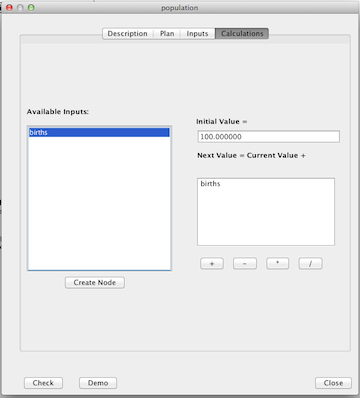 population
Description Plan Inputs Calculations
Available Inputs:
births
Initial Value =
100.000000
Next Value = Current Value +
births
+ - * /
Create Node
Check Demo Close